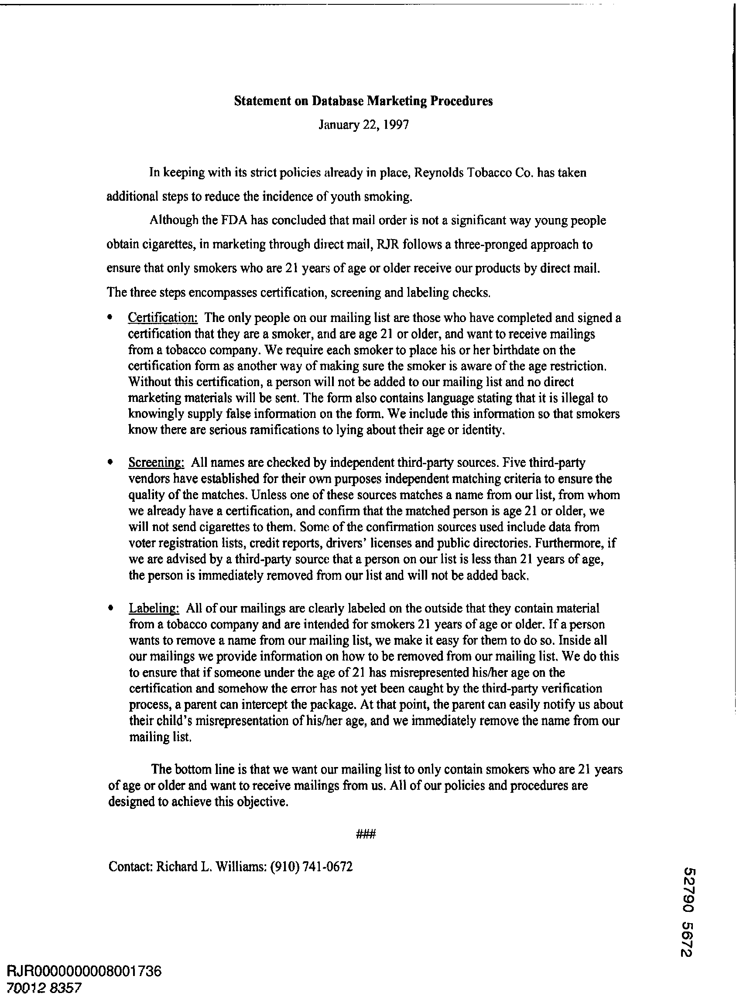 Statement on Database Marketing Procedures
January 22, 1997
In keeping with its strict policies already in place, Reynolds Tobacco Co. has taken
additional steps to reduce the incidence of youth smoking.
Although the FDA has concluded that mail order is not a significant way young people
obtain cigarettes, in marketing through direct mail, RJR follows a three-pronged approach to
ensure that only smokers who are 21 years of age or older receive our products by direct mail.
The three steps encompasses certification, screening and labeling checks.
• Certification: The only people on our mailing list are those who have completed and signed a
certification that they are a smoker, and are age 21 or older, and want to receive mailings
from a tobacco company. We require each smoker to place his or her birthdate on the
certification form as another way of making sure the smoker is aware of the age restriction.
Without this certification, a person will not be added to our mailing list and no direct
marketing materials will be sent. The form also contains language stating that it is illegal to
knowingly supply false information on the form. We include this information so that smokers
know there are serious ramifications to lying about their age or identity.
• Screening: All names are checked by independent third-party sources. Five third-party
vendors have established for their own purposes independent matching criteria to ensure the
quality of the matches. Unless one of these sources matches a name from our list, from whom
we already have a certification, and confirm that the matched person is age 21 or older, we
will not send cigarettes to them. Some of the confirmation sources used include data from
voter registration lists, credit reports, drivers' licenses and public directories. Furthermore, if
we are advised by a third-party source that a person on our list is less than 21 years of age,
the person is immediately removed from our list and will not be added back.
• Labeling: All of our mailings are clearly labeled on the outside that they contain material
from a tobacco company and are intended for smokers 21 years of age or older. If a person
wants to remove a name from our mailing list, we make it easy for them to do so. Inside all
our mailings we provide information on how to be removed from our mailing list. We do this
to ensure that if someone under the age of 21 has misrepresented his/her age on the
certification and somehow the error has not yet been caught by the third-party verification
process, a parent can intercept the package. At that point, the parent can easily notify us about
their child's misrepresentation of his/her age, and we immediately remove the name from our
mailing list.
The bottom line is that we want our mailing list to only contain smokers who are 21 years
of age or older and want to receive mailings from us. All of our policies and procedures are
designed to achieve this objective.
###
Contact: Richard L. Williams: (910) 741-0672
52790 5672
RJR0000000008001736
70012 8357